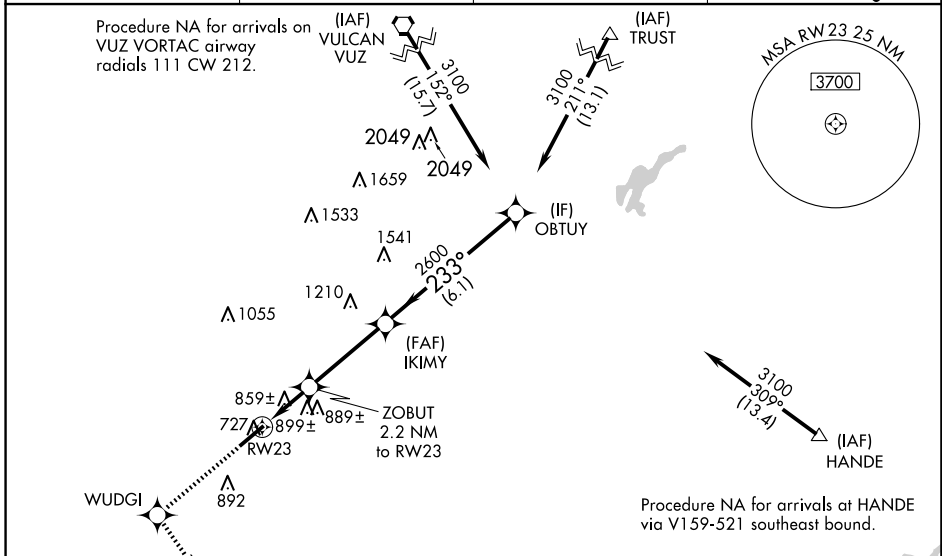 Procedure NA for arrivals on
VUZ VORTAC airway
radials 111 CW 212.
(IAF)
VULCAN
VUZ
3100
152°
(15.7)
(IAF)
TRUST
3100
211°
(13.1)
MSA RW 23 25 NM
3700
2049
2049
1659
1533
1541
(IF)
OBTUY
2600
233°
(6.1)
1210
1055
(FAF)
IKIMY
859±
899±
889±
727
RW23
ZOBUT
2.2 NM
to RW23
3100
309°
(13.4)
(IAF)
HANDE
892
WUDGI
Procedure NA for arrivals at HANDE
via V159-521 southeast bound.